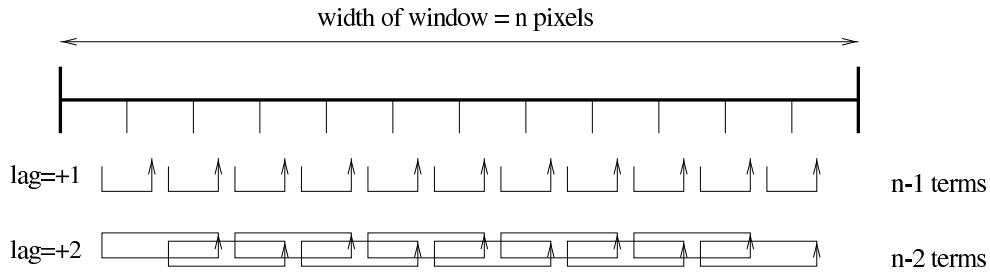 width of window = n pixels
lag=+1
n-1 terms
lag=+2
n-2 terms